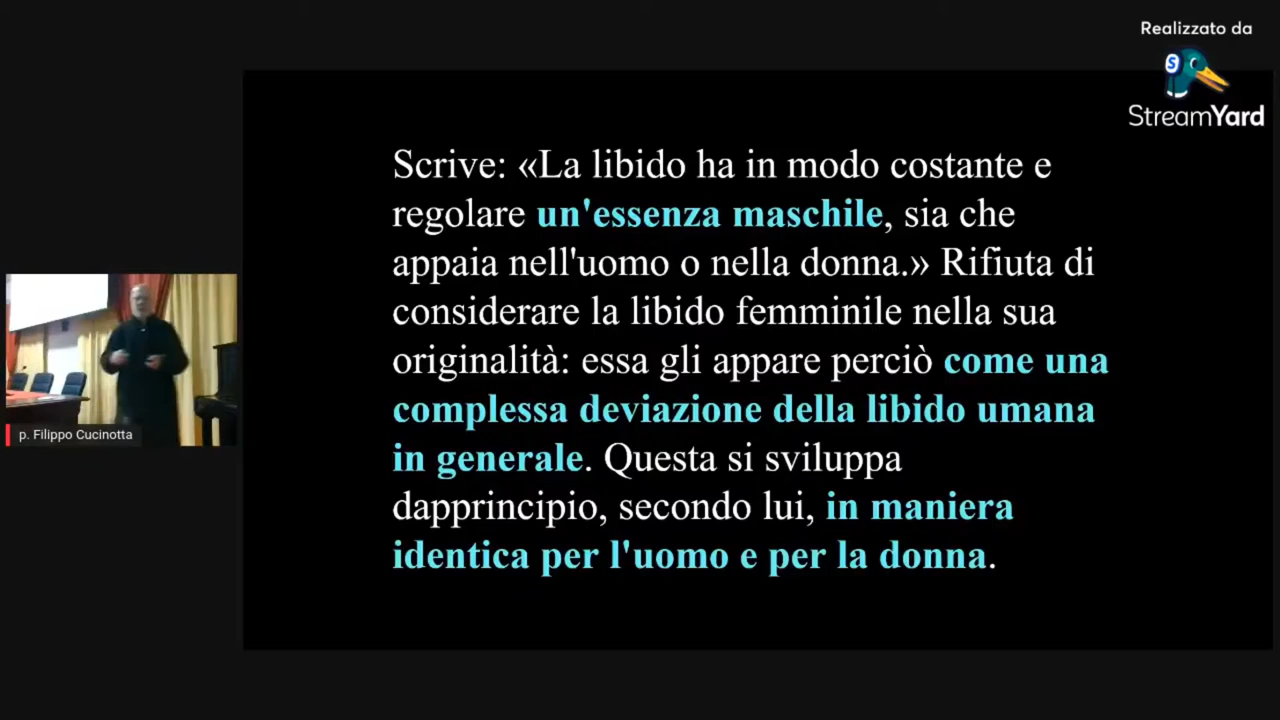 Realizzato da
StreamYard
Scrive: «La libido ha in modo costante e
regolare un'essenza maschile, sia che
appaia nell'uomo o nella donna.» Rifiuta di
considerare la libido femminile nella sua
originalità: essa gli appare perciò come una
complessa deviazione della libido umana
in generale. Questa si sviluppa
dapprincipio, secondo lui, in maniera
identica per l'uomo e per la donna.
p. Filippo Cucinotta